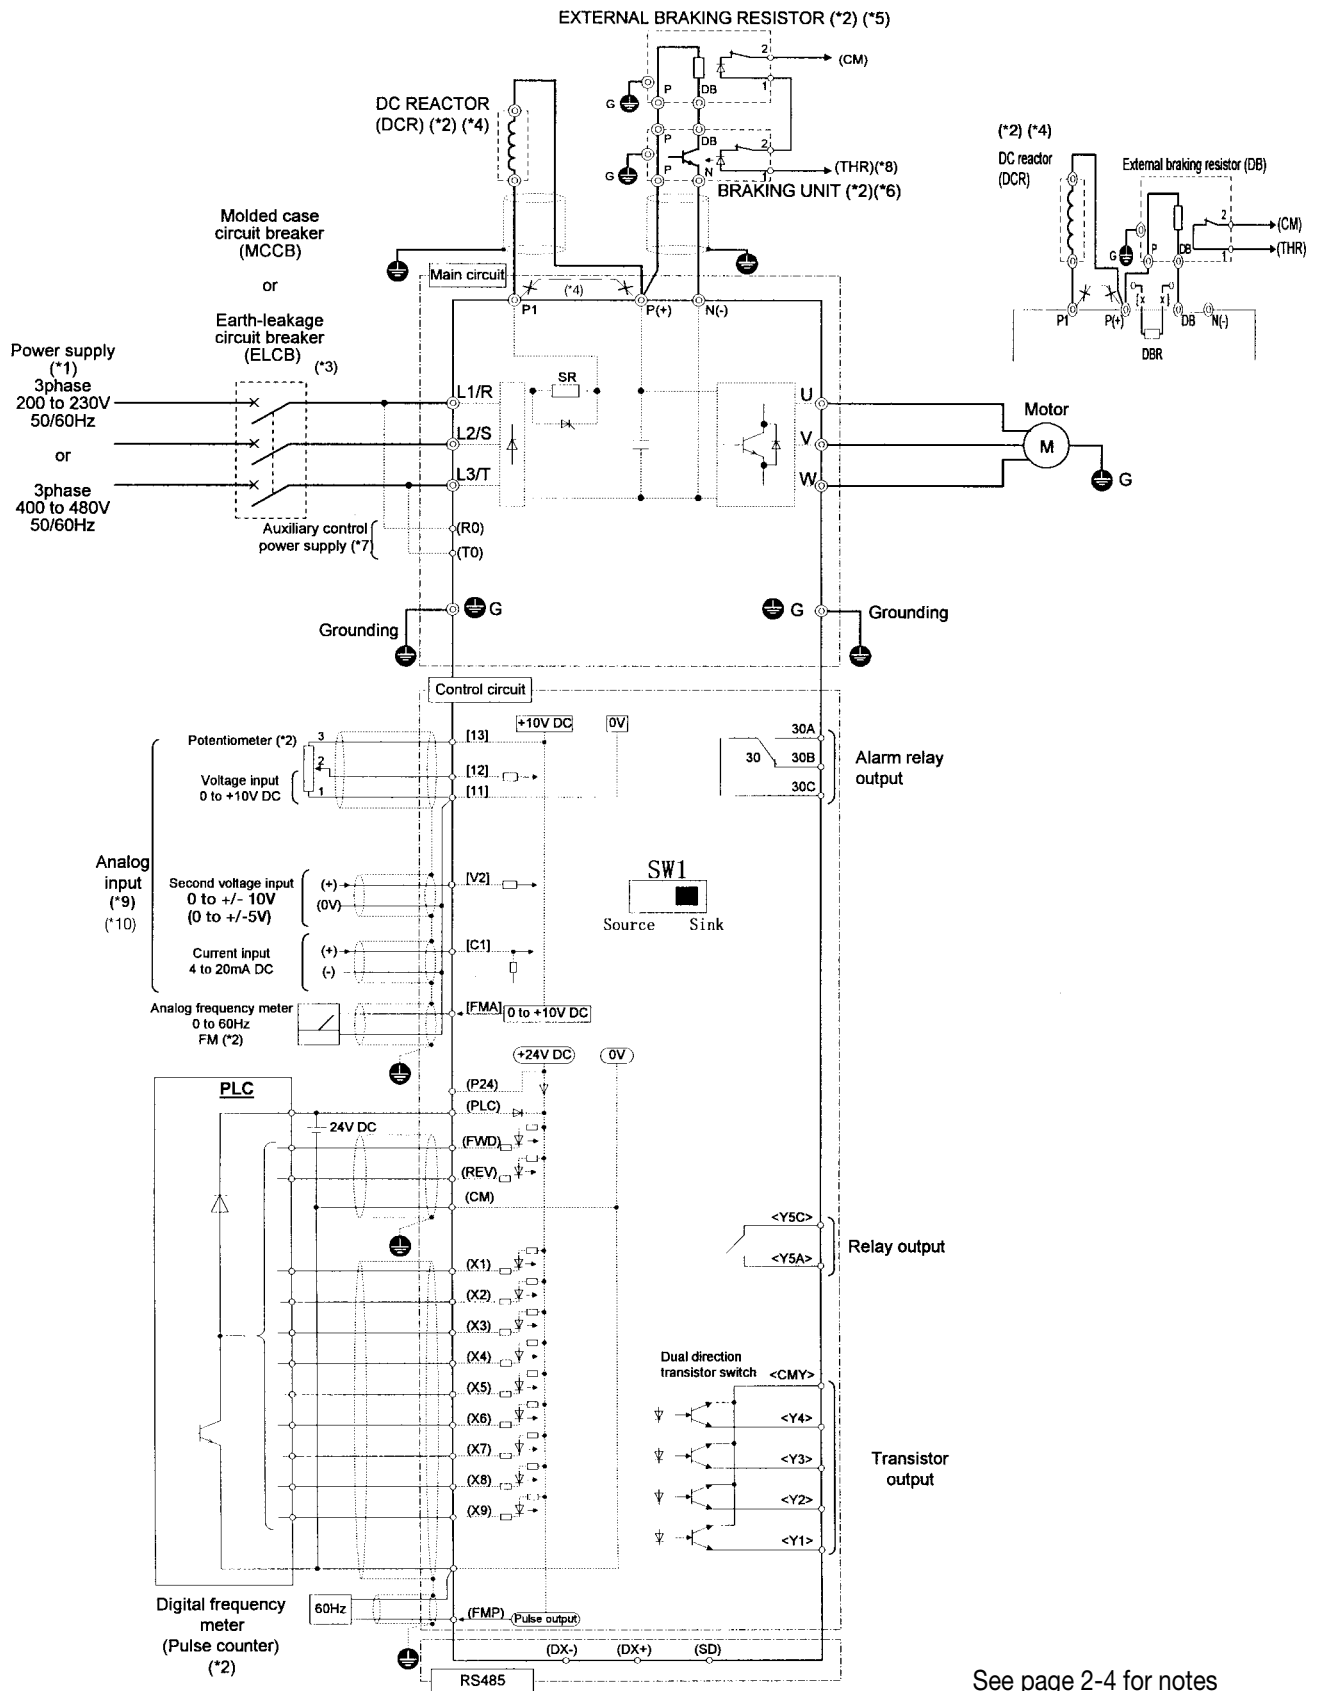 EXTERNAL BRAKING RESISTOR (*2) (*5)
2
(CM)
1
P
DB
G
DC REACTOR
(DCR) (*2) (*4)
P
DB
2
P
N
1
(THR)(*8)
G
BRAKING UNIT (*2)(*6)
(*2) (*4)
DC reactor
(DCR)
External braking resistor (DB)
2
(CM)
(THR)
1
G
P
DB
P1
P(+)
x
x
DB
N(-)
DBR
Molded case
circuit breaker
(MCCB)
or
Earth-leakage
circuit breaker
(ELCB)
(*3)
Main circuit
(*4)
P1
P(+)
N(-)
Power supply
(*1)
3phase
200 to 230V
50/60Hz
or
3phase
400 to 480V
50/60Hz
L1/R
L2/S
L3/T
SR
U
V
W
Motor
M
G
Auxiliary control
power supply (*7)
(R0)
(T0)
G
Grounding
G
Grounding
Control circuit
+10V DC
0V
Potentiometer (*2)
3
2
1
Voltage input
0 to +10V DC
[13]
[12]
[11]
30
30A
30B
30C
Alarm relay
output
Analog
input
(*9)
(*10)
Second voltage input
0 to +/- 10V
(0 to +/-5V)
(+)
(0V)
[V2]
SW1
Source
Sink
Current input
4 to 20mA DC
(+)
(-)
[C1]
Analog frequency meter
0 to 60Hz
FM (*2)
[FMA]
0 to +10V DC
+24V DC
0V
PLC
24V DC
(P24)
(PLC)
(FWD)
(REV)
(CM)
<Y5C>
<Y5A>
Relay output
(X1)
(X2)
(X3)
(X4)
(X5)
(X6)
(X7)
(X8)
(X9)
Dual direction
transistor switch
<CMY>
<Y4>
<Y3>
<Y2>
<Y1>
Transistor
output
Digital frequency
meter
(Pulse counter)
(*2)
60Hz
(FMP)
Pulse output
(DX-)
(DX+)
(SD)
RS485
See page 2-4 for notes